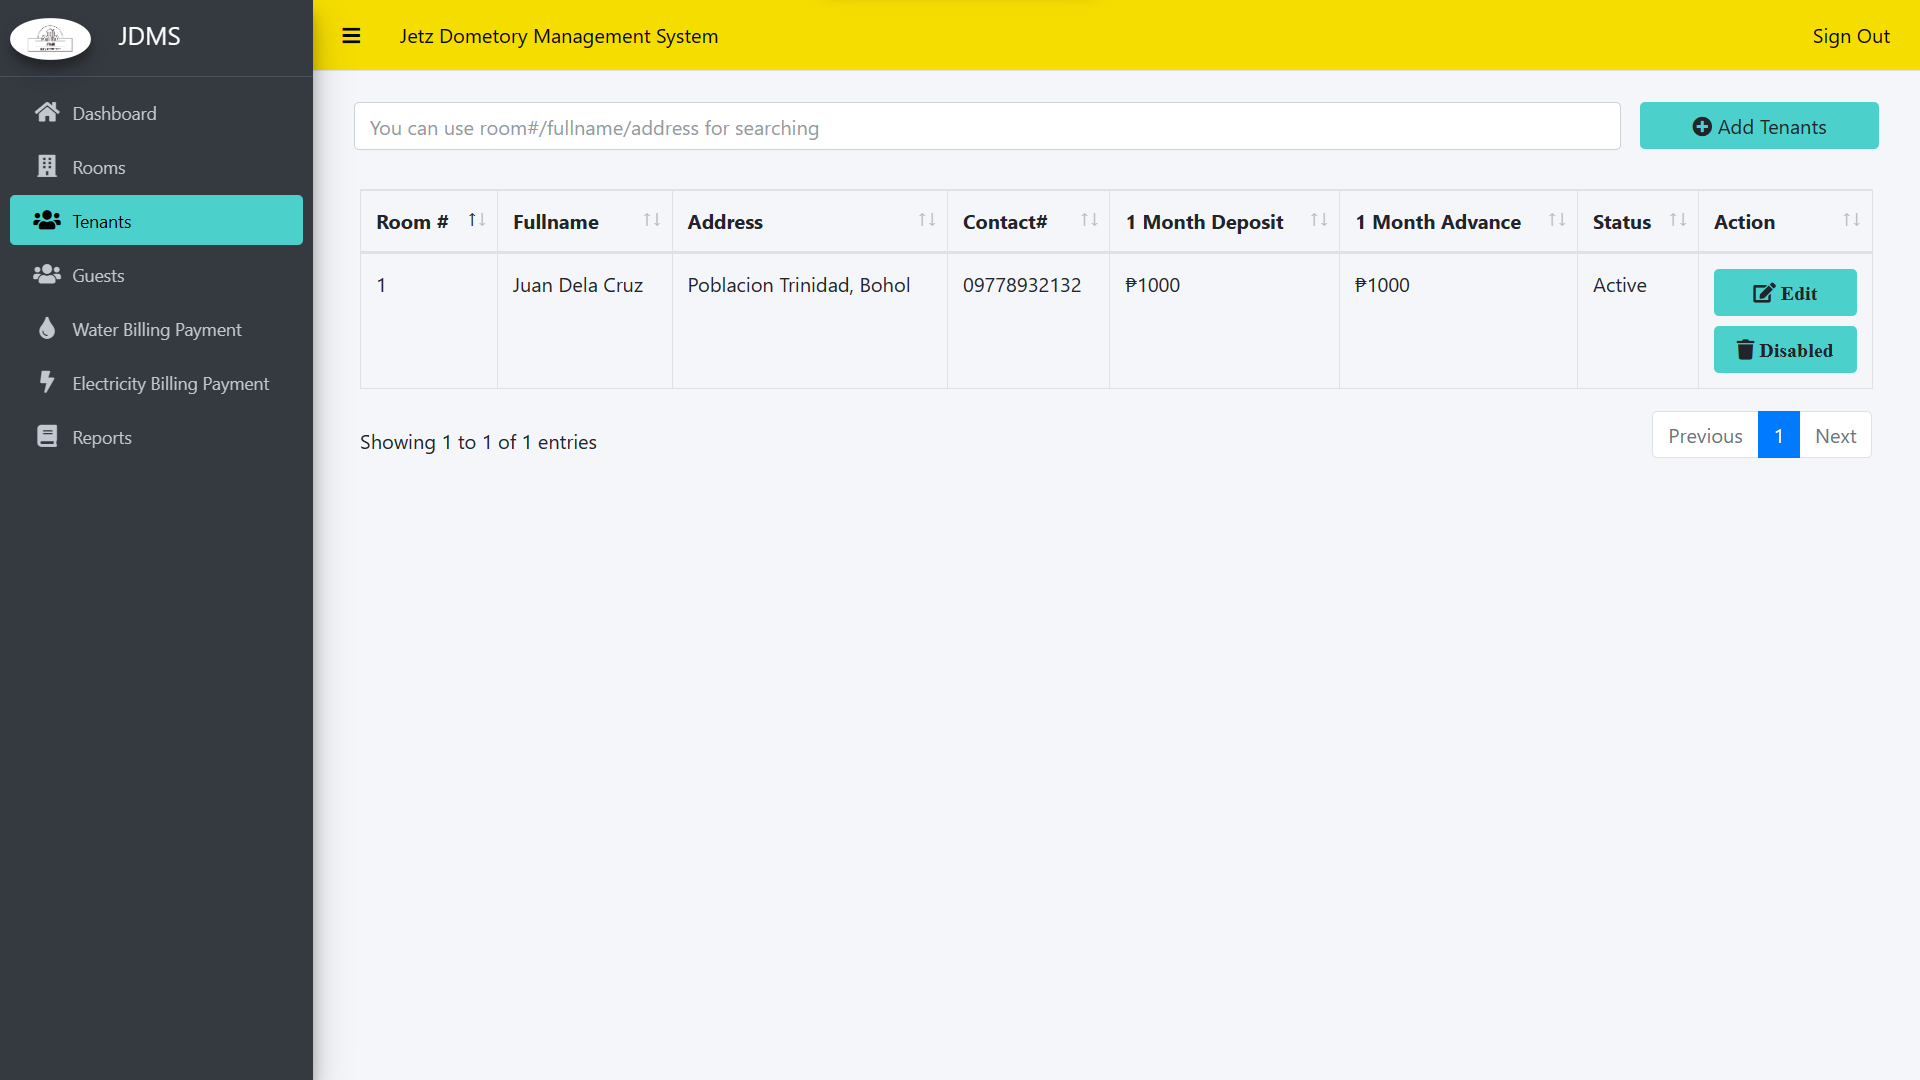 JDMS
Jetz Dometory Management System
Sign Out
Dashboard
Rooms
Tenants
Guests
Water Billing Payment
Electricity Billing Payment
Reports
You can use room#/fullname/address for searching
Add Tenants
Room # Fullname Address Contact# 1 Month Deposit 1 Month Advance Status Action
1 Juan Dela Cruz Poblacion Trinidad, Bohol 09778932132 ₱1000 ₱1000 Active
Edit
Disabled
Showing 1 to 1 of 1 entries
Previous 1 Next